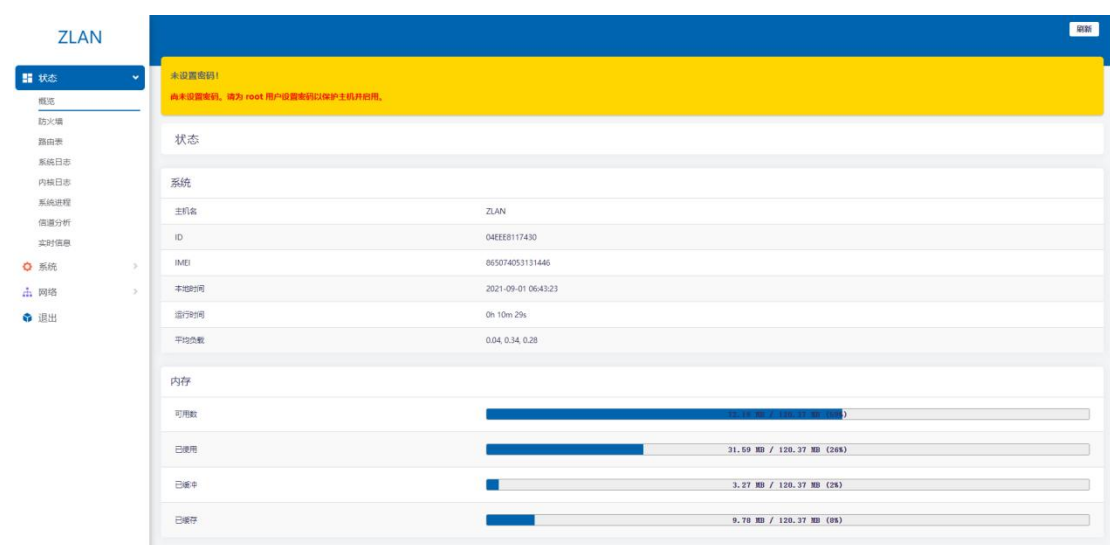 ZLAN
刷新
状态
概览
防火墙
路由表
系统日志
内核日志
系统进程
信道分析
实时信息
系统
网络
退出
未设置密码！
尚未设置密码。请为 root 用户设置密码以保护主机并启用。
状态
系统
主机名 ZLAN
ID 04EEE8117430
IMEI 865074053131446
本地时间 2021-09-01 06:43:23
运行时间 0h 10m 29s
平均负载 0.04, 0.34, 0.28
内存
可用数 MB / 120.37 MB
已使用 31.59 MB / 120.37 MB (26%)
已缓冲 3.27 MB / 120.37 MB (2%)
已缓存 9.78 MB / 120.37 MB (8%)